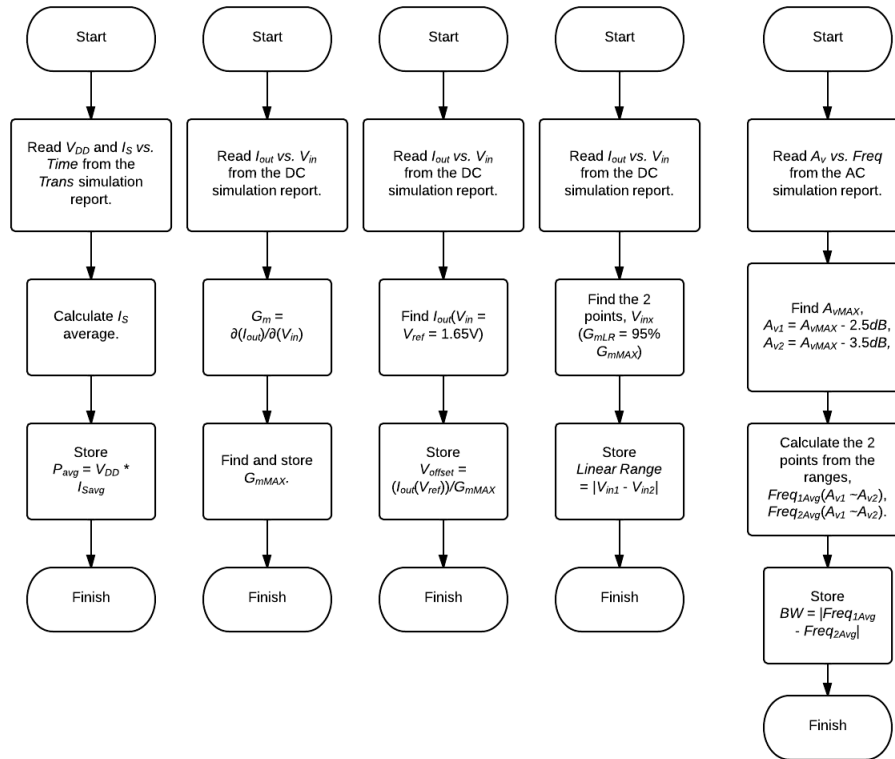 Start
Read V_DD and I_S vs.
Time from the
Trans simulation
report.
Calculate I_S
average.
Store
P_avg = V_DD *
I_Savg
Finish
Start
Read I_out vs. V_in
from the DC
simulation report.
G_m =
∂(I_out)/∂(V_in)
Find and store
G_mMAX.
Finish
Start
Read I_out vs. V_in
from the DC
simulation report.
Find I_out(V_in =
V_ref = 1.65V)
Store
V_offset =
(I_out(V_ref))/G_mMAX
Finish
Start
Read I_out vs. V_in
from the DC
simulation report.
Find the 2
points, V_inx
(G_mLR = 95%
G_mMAX)
Store
Linear Range
= |V_in1 - V_in2|
Finish
Start
Read A_v vs. Freq
from the AC
simulation report.
Find A_vMAX,
A_v1 = A_vMAX - 2.5dB,
A_v2 = A_vMAX - 3.5dB,
Calculate the 2
points from the
ranges,
Freq_1Avg(A_v1 ~A_v2),
Freq_2Avg(A_v1 ~A_v2).
Store
BW = |Freq_1Avg
- Freq_2Avg|
Finish